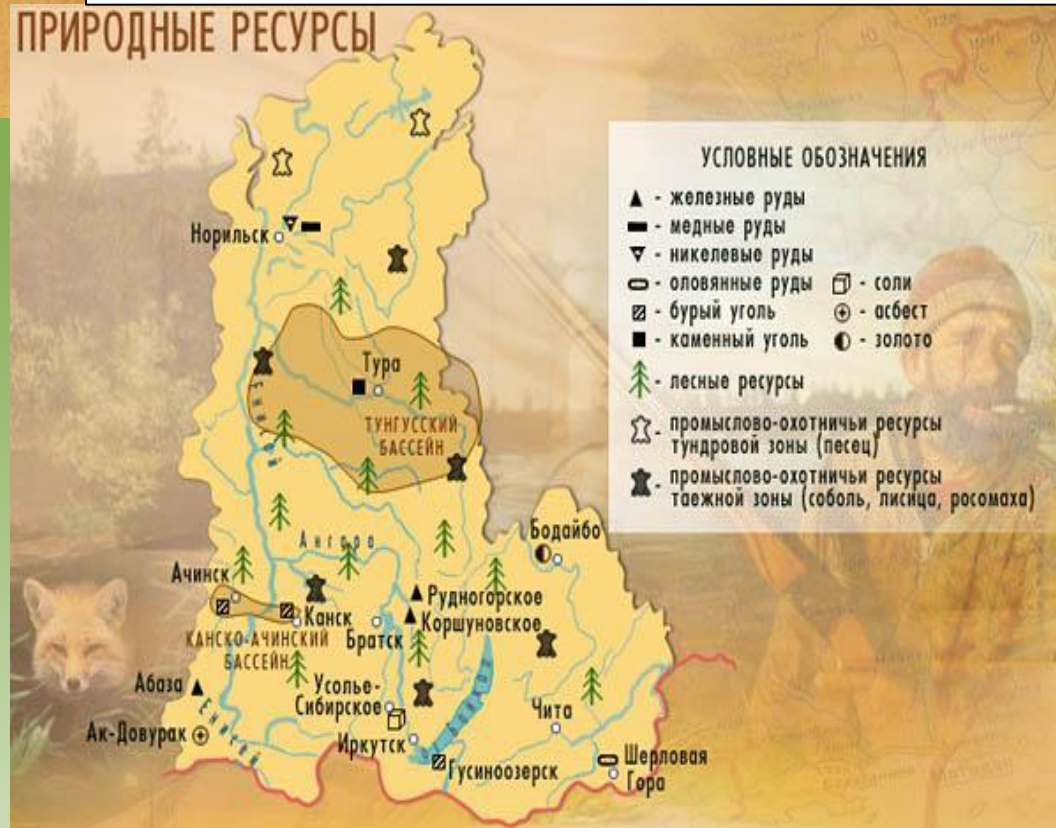 ПРИРОДНЫЕ РЕСУРСЫ
УСЛОВНЫЕ ОБОЗНАЧЕНИЯ
- железные руды
- медные руды
- никелевые руды
- оловянные руды
- соли
- бурый уголь
- асбест
- каменный уголь
- золото
- лесные ресурсы
- промыслово-охотничьи ресурсы
тундровой зоны (песец)
- промыслово-охотничьи ресурсы
таежной зоны (соболь, лисица, росомаха)
Норильск
Тура
ТУНГУССКИЙ
БАССЕЙН
Енисей
Ангара
Бодайбо
Ачинск
Канск
КАНСКО-АЧИНСКИЙ
БАССЕЙН
Братск
Рудногорское
Коршуновское
Абаза
Енисей
Ак-Довурак
Усолье-
Сибирское
Иркутск
оз. Байкал
Гусиноозерск
Чита
Шерловая
Гора